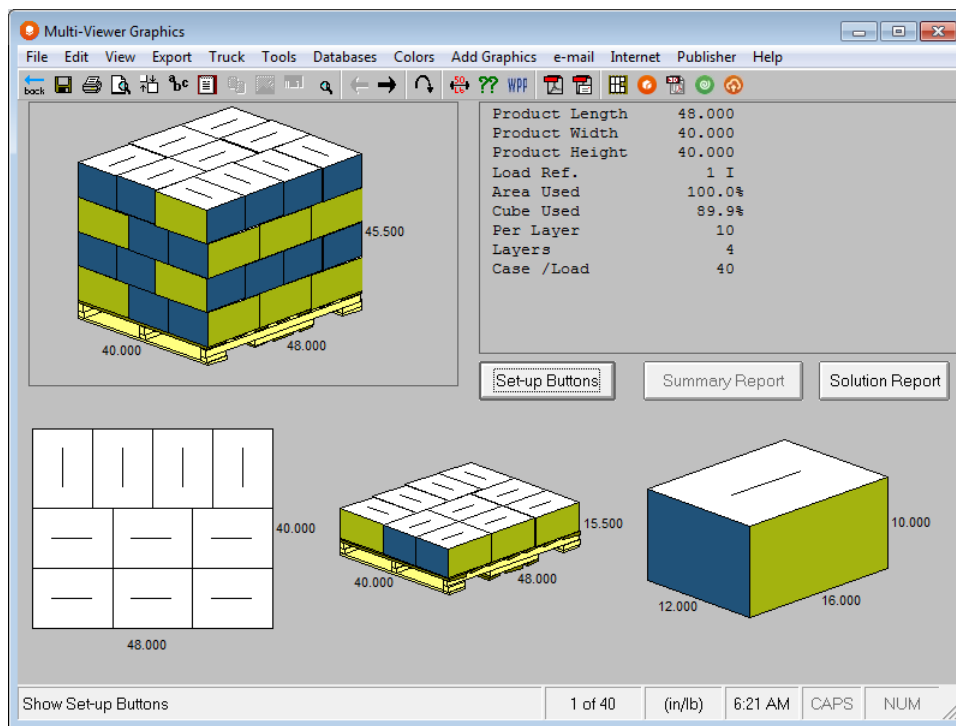 Multi-Viewer Graphics
File Edit View Export Truck Tools Databases Colors Add Graphics e-mail Internet Publisher Help
back abc ?? WPF
45.500
40.000
48.000
Product Length 48.000
Product Width 40.000
Product Height 40.000
Load Ref. 1 I
Area Used 100.0%
Cube Used 89.9%
Per Layer 10
Layers 4
Case /Load 40
Set-up Buttons Summary Report Solution Report
40.000
48.000
15.500
40.000
48.000
10.000
12.000
16.000
Show Set-up Buttons 1 of 40 (in/lb) 6:21 AM CAPS NUM